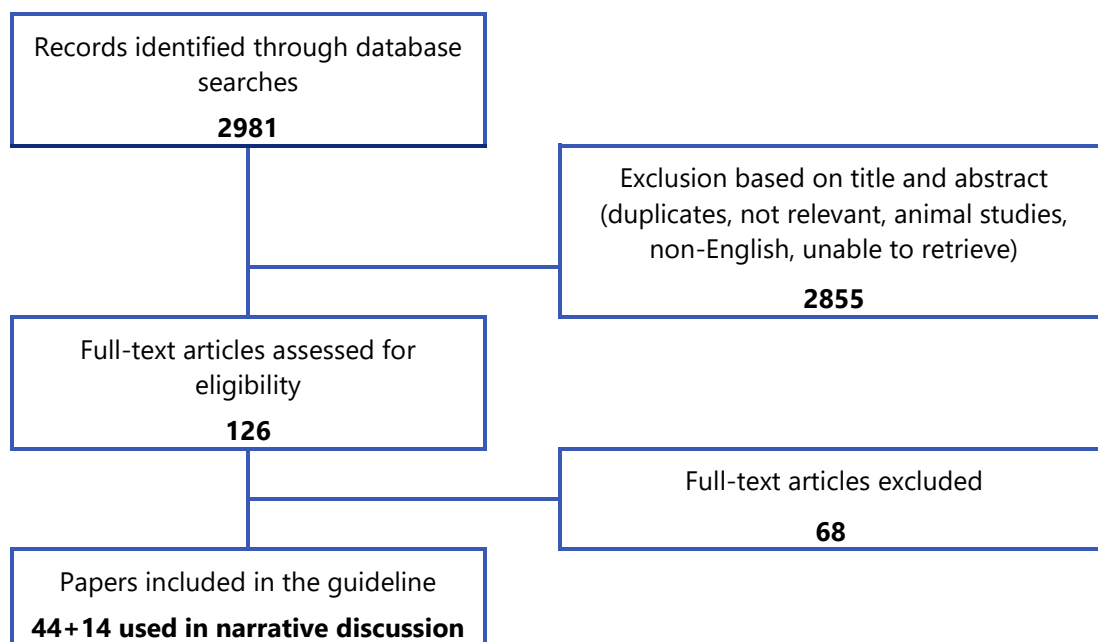 Records identified through database
searches
2981
Exclusion based on title and abstract
(duplicates, not relevant, animal studies,
non-English, unable to retrieve)
2855
Full-text articles assessed for
eligibility
126
Full-text articles excluded
68
Papers included in the guideline
44+14 used in narrative discussion